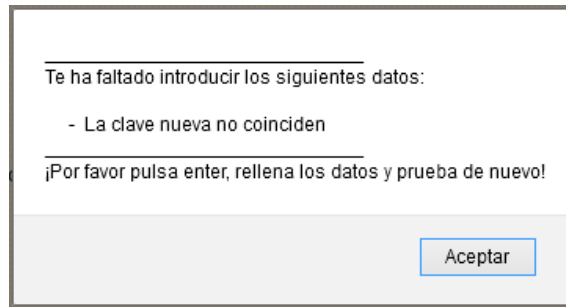 Te ha faltado introducir los siguientes datos:
- La clave nueva no coinciden
¡Por favor pulsa enter, rellena los datos y prueba de nuevo!
Aceptar